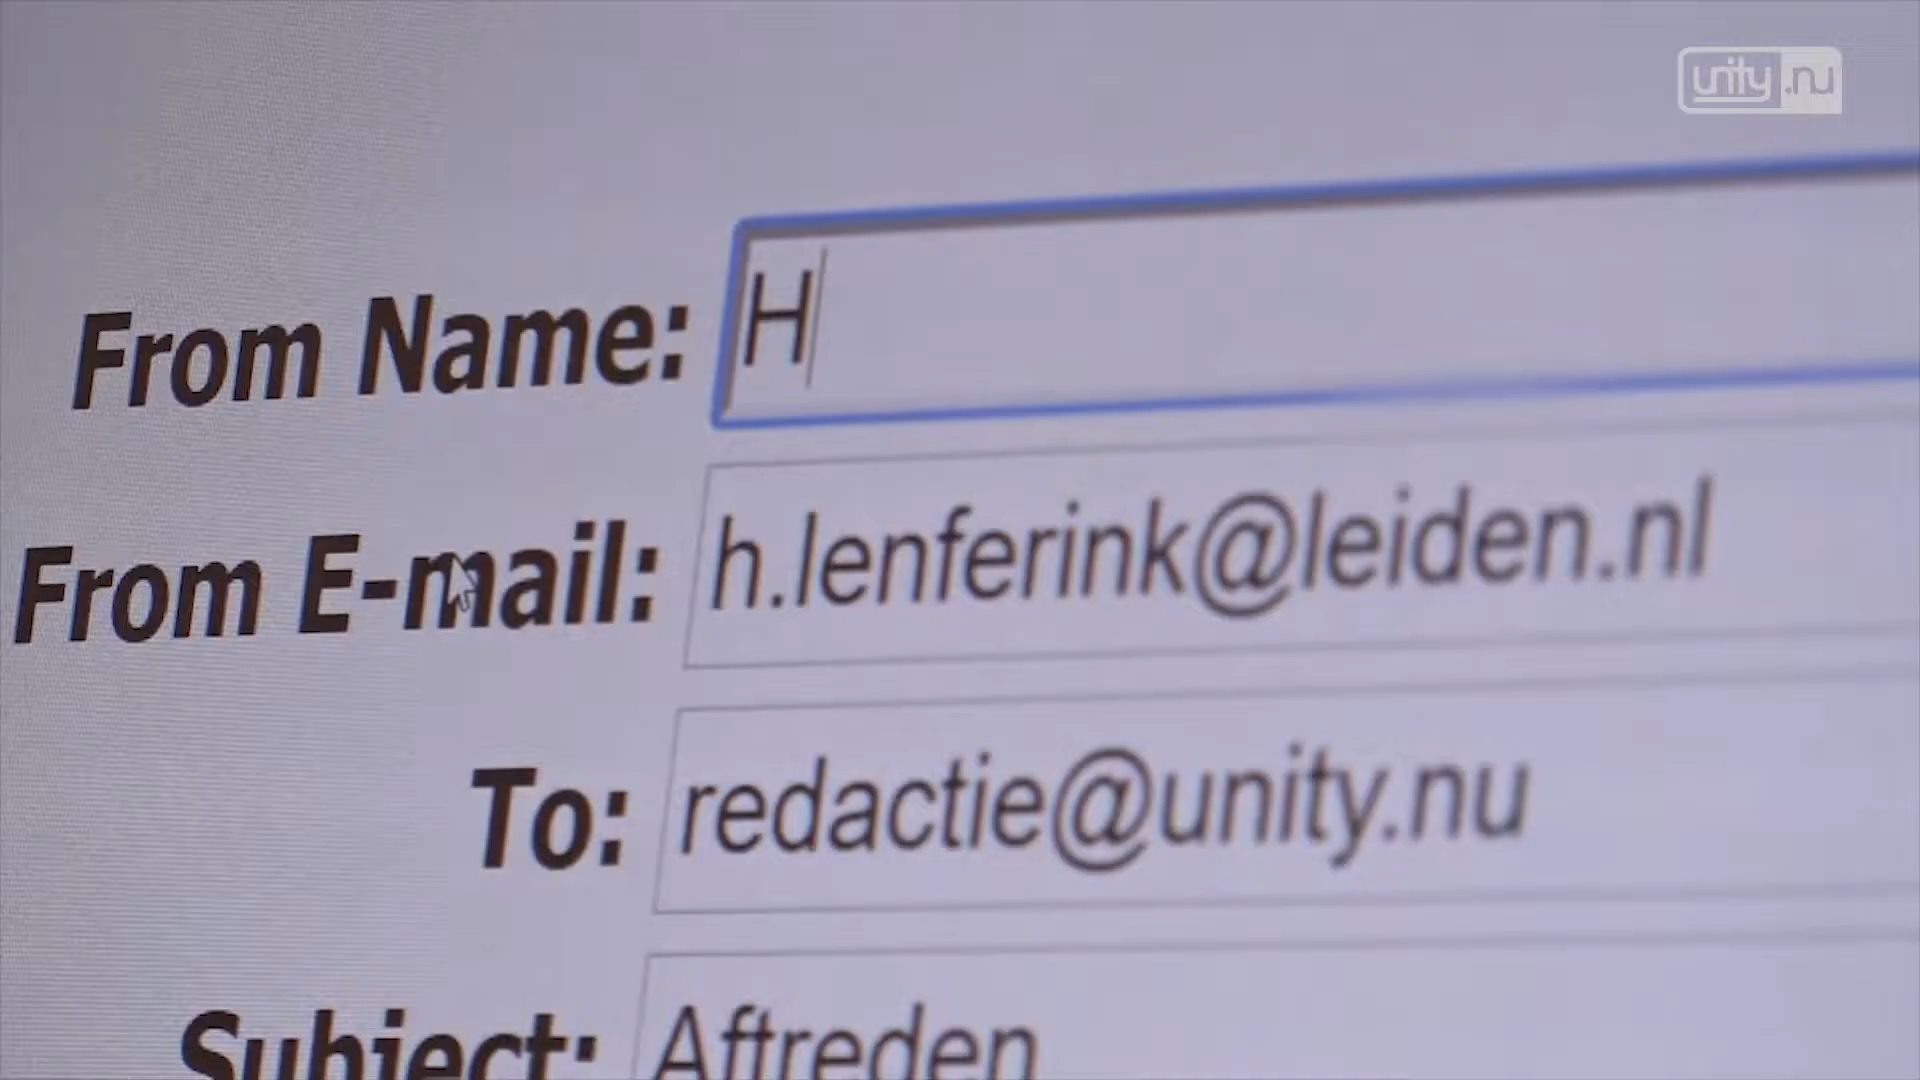 unity.nu
From Name: H
From E-mail: h.lenferink@leiden.nl
To: redactie@unity.nu
Subject: Aftreden